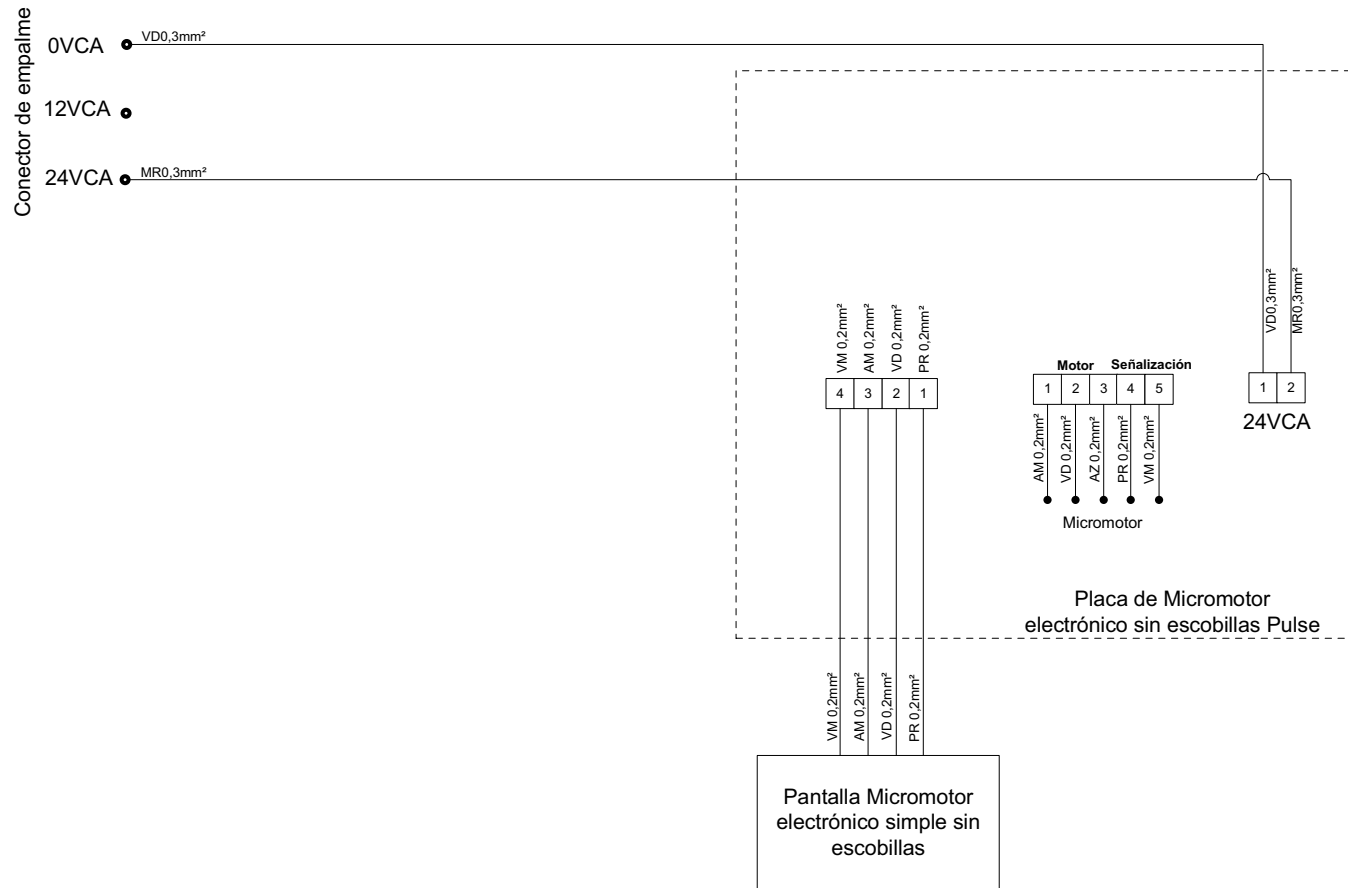 Conector de empalme
0VCA
VD0,3mm²
12VCA
24VCA
MR0,3mm²
VD0,3mm²
MR0,3mm²
VM 0,2mm²
AM 0,2mm²
VD 0,2mm²
PR 0,2mm²
4 3 2 1
Motor Señalización
1 2 3 4 5
1 2
24VCA
AM 0,2mm²
VD 0,2mm²
AZ 0,2mm²
PR 0,2mm²
VM 0,2mm²
Micromotor
Placa de Micromotor
electrónico sin escobillas Pulse
VM 0,2mm²
AM 0,2mm²
VD 0,2mm²
PR 0,2mm²
Pantalla Micromotor
electrónico simple sin
escobillas